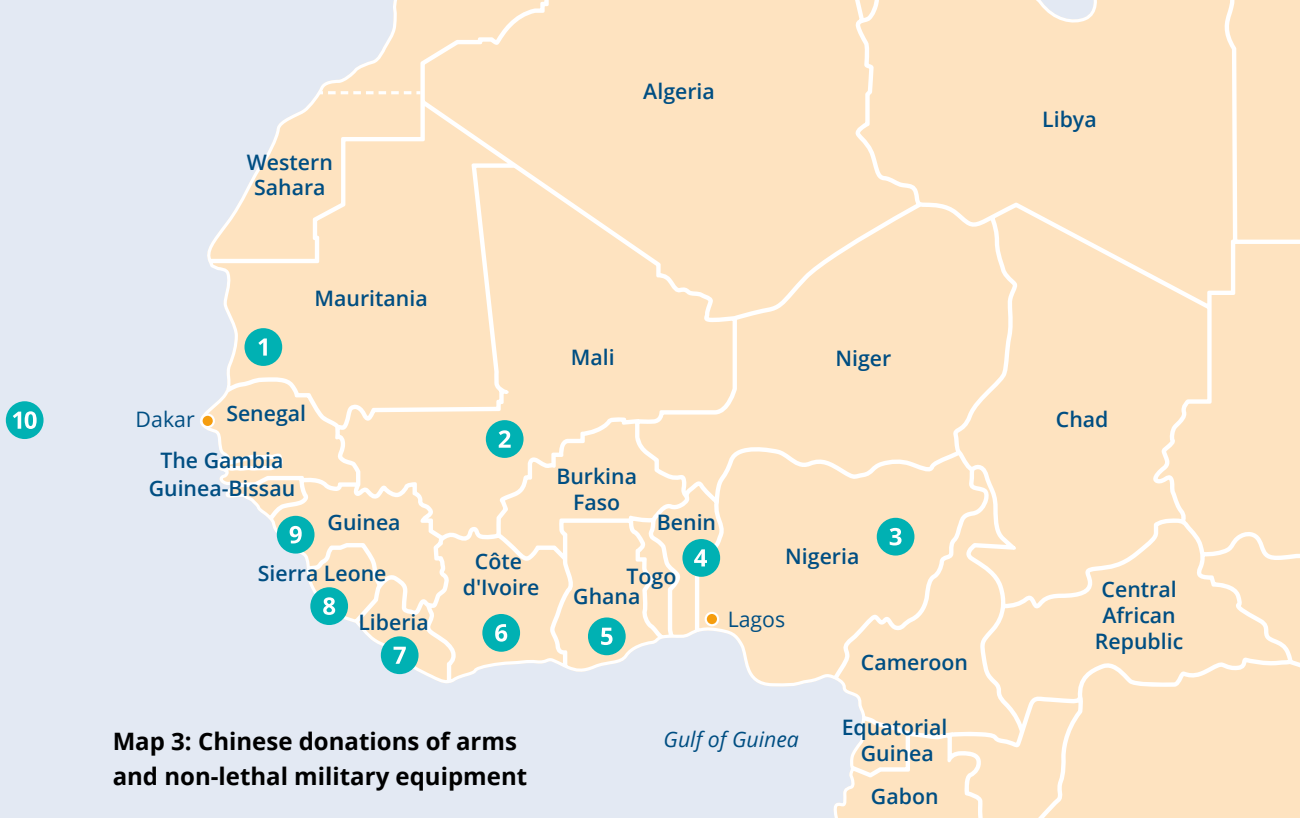 Algeria
Libya
Western
Sahara
Mauritania
1
Mali
Niger
10
Dakar
Senegal
Chad
2
The Gambia
Guinea-Bissau
Burkina
Faso
9
Guinea
Benin
3
4
Nigeria
Côte
d'Ivoire
Sierra Leone
Togo
Ghana
Central
African
Republic
8
Liberia
6
5
Lagos
7
Cameroon
Map 3: Chinese donations of arms
and non-lethal military equipment
Gulf of Guinea
Equatorial
Guinea
Gabon